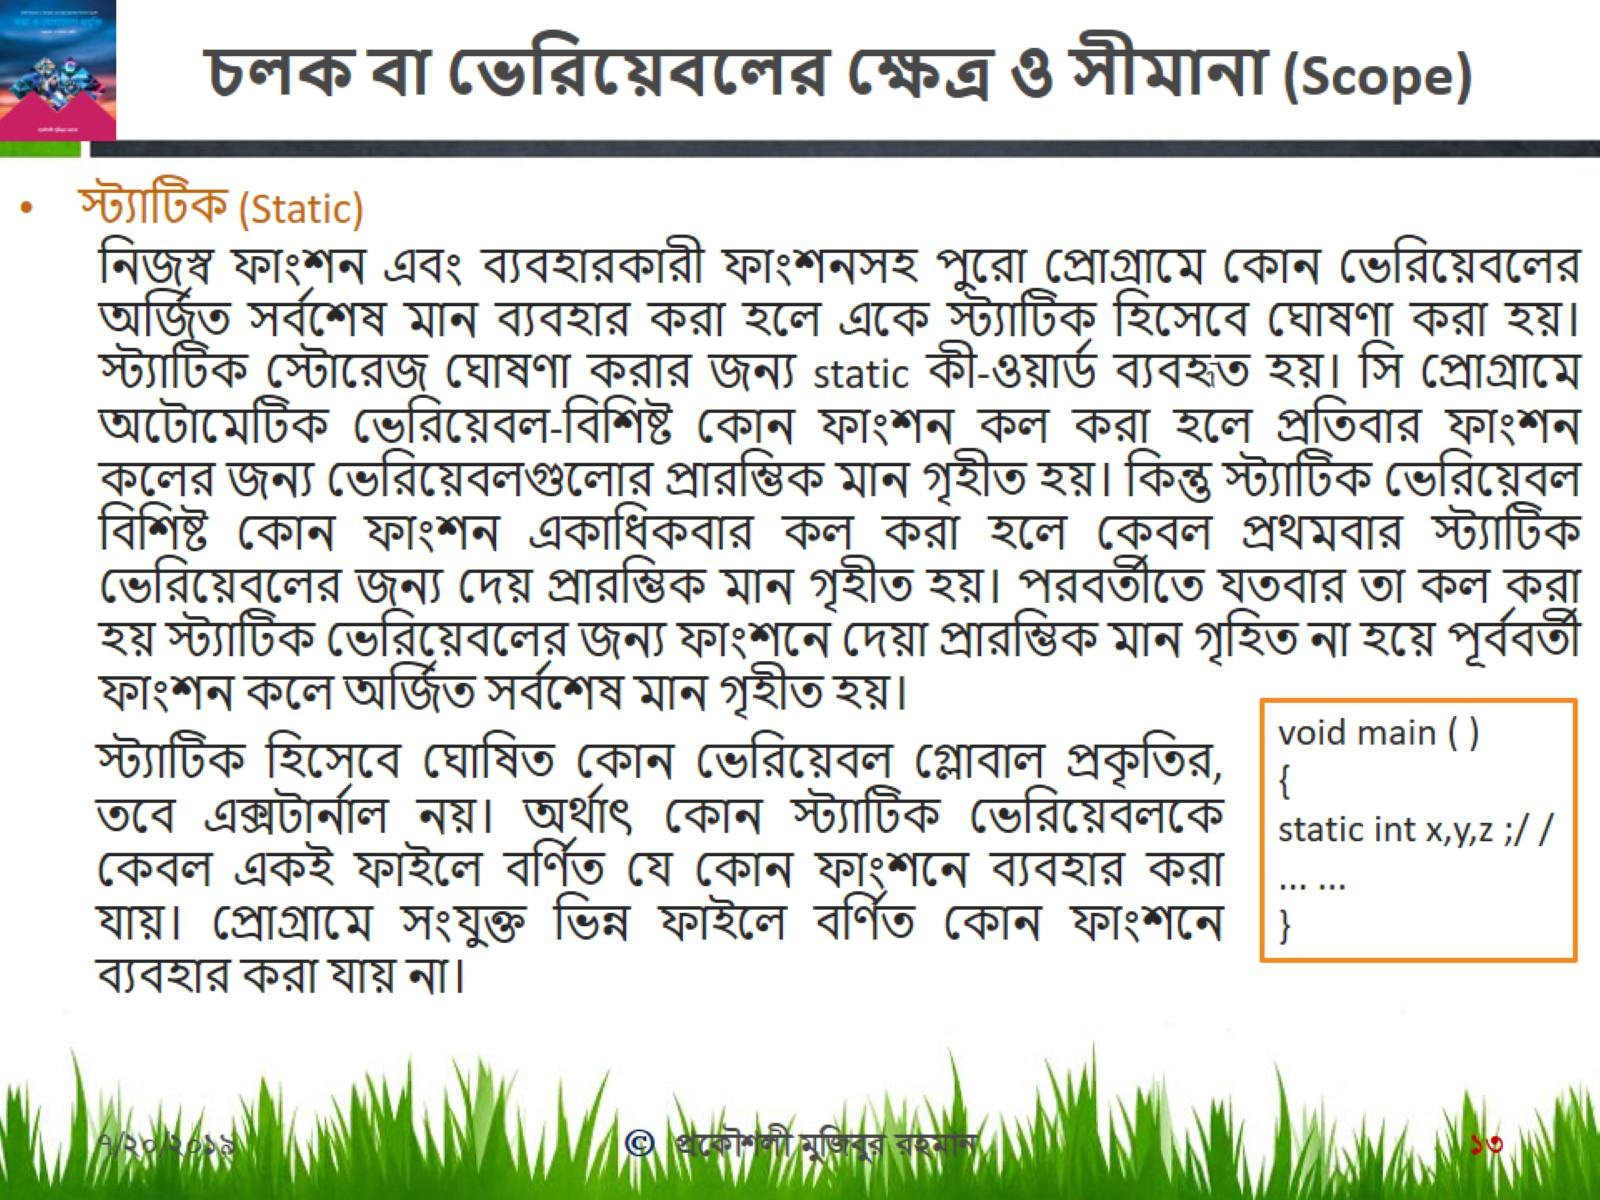 চলক বা ভেরিয়েবলের ক্ষেত্র ও সীমানা (Scope)
• স্ট্যাটিক (Static)
নিজস্ব ফাংশন এবং ব্যবহারকারী ফাংশনসহ পুরো প্রোগ্রামে কোন ভেরিয়েবলের
অর্জিত সর্বশেষ মান ব্যবহার করা হলে একে স্ট্যাটিক হিসেবে ঘোষণা করা হয়।
স্ট্যাটিক স্টোরেজ ঘোষণা করার জন্য static কী-ওয়ার্ড ব্যবহৃত হয়। সি প্রোগ্রামে
অটোমেটিক ভেরিয়েবল-বিশিষ্ট কোন ফাংশন কল করা হলে প্রতিবার ফাংশন
কলের জন্য ভেরিয়েবলগুলোর প্রারম্ভিক মান গৃহীত হয়। কিন্তু স্ট্যাটিক ভেরিয়েবল
বিশিষ্ট কোন ফাংশন একাধিকবার কল করা হলে কেবল প্রথমবার স্ট্যাটিক
ভেরিয়েবলের জন্য দেয় প্রারম্ভিক মান গৃহীত হয়। পরবর্তীতে যতবার তা কল করা
হয় স্ট্যাটিক ভেরিয়েবলের জন্য ফাংশনে দেয়া প্রারম্ভিক মান গৃহিত না হয়ে পূর্ববর্তী
ফাংশন কলে অর্জিত সর্বশেষ মান গৃহীত হয়।
স্ট্যাটিক হিসেবে ঘোষিত কোন ভেরিয়েবল গ্লোবাল প্রকৃতির,
তবে এক্সটার্নাল নয়। অর্থাৎ কোন স্ট্যাটিক ভেরিয়েবলকে
কেবল একই ফাইলে বর্ণিত যে কোন ফাংশনে ব্যবহার করা
যায়। প্রোগ্রামে সংযুক্ত ভিন্ন ফাইলে বর্ণিত কোন ফাংশনে
ব্যবহার করা যায় না।
void main ( )
{
static int x,y,z ;/ /
... ...
}
৭/২০/২০১৯
© প্রকৌশলী মুজিবুর রহমান
১৩